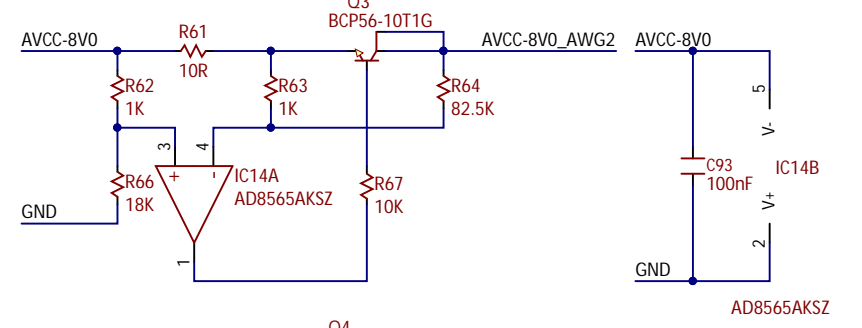 Q3
BCP56-10T1G
AVCC-8V0
R61
10R
AVCC-8V0_AWG2
AVCC-8V0
R62
1K
R63
1K
R64
82.5K
5
V-
3
4
+
-
IC14A
AD8565AKSZ
R66
18K
R67
10K
C93
100nF
IC14B
V+
2
GND
1
GND
AD8565AKSZ
Q4